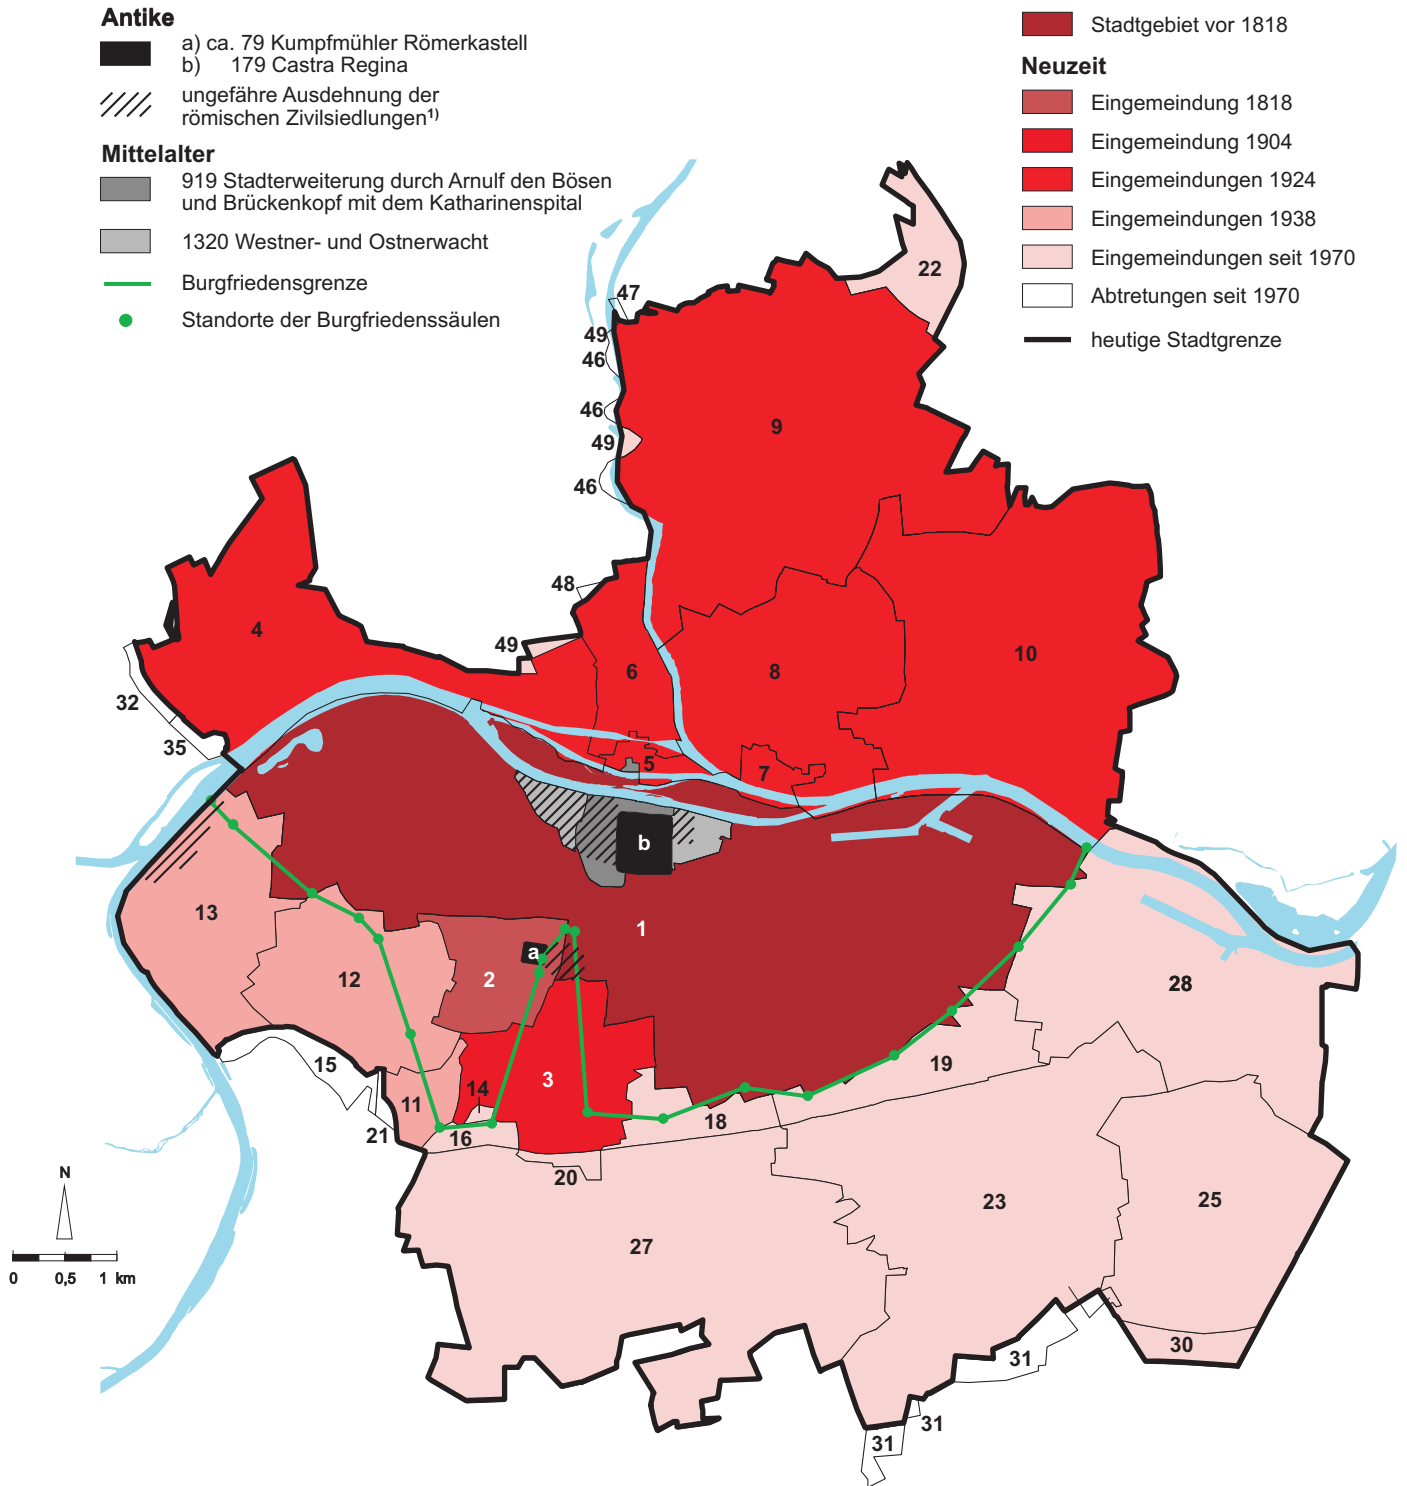 Antike
a) ca. 79 Kumpfmühler Römerkastell
b) 179 Castra Regina
ungefähre Ausdehnung der
römischen Zivilsiedlungen¹⁾
Mittelalter
919 Stadterweiterung durch Arnulf den Bösen
und Brückenkopf mit dem Katharinenspital
1320 Westner- und Ostnerwacht
Burgfriedensgrenze
Standorte der Burgfriedenssäulen
Stadtgebiet vor 1818
Neuzeit
Eingemeindung 1818
Eingemeindung 1904
Eingemeindungen 1924
Eingemeindungen 1938
Eingemeindungen seit 1970
Abtretungen seit 1970
heutige Stadtgrenze
22
47
49
46
46
9
49
46
48
4
49
6
8
10
32
35
5
7
b
13
1
a
12
2
28
15
19
3
14
11
18
21
16
20
N
23
25
27
0 0,5 1 km
30
31
31
31